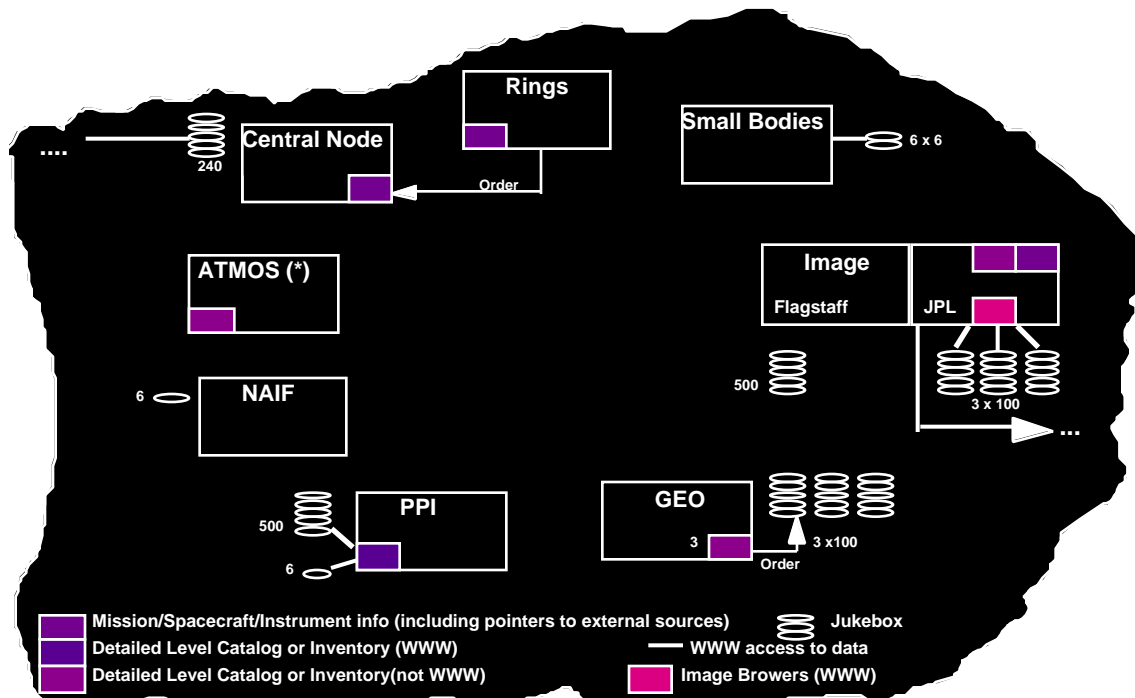 Rings
Small Bodies
6 x 6
....
240
Central Node
Order
ATMOS (*)
Image
Flagstaff
JPL
6
NAIF
500
3 x 100
...
500
PPI
6
GEO
3
3 x100
Order
Mission/Spacecraft/Instrument info (including pointers to external sources)
Jukebox
Detailed Level Catalog or Inventory (WWW)
WWW access to data
Detailed Level Catalog or Inventory(not WWW)
Image Browers (WWW)